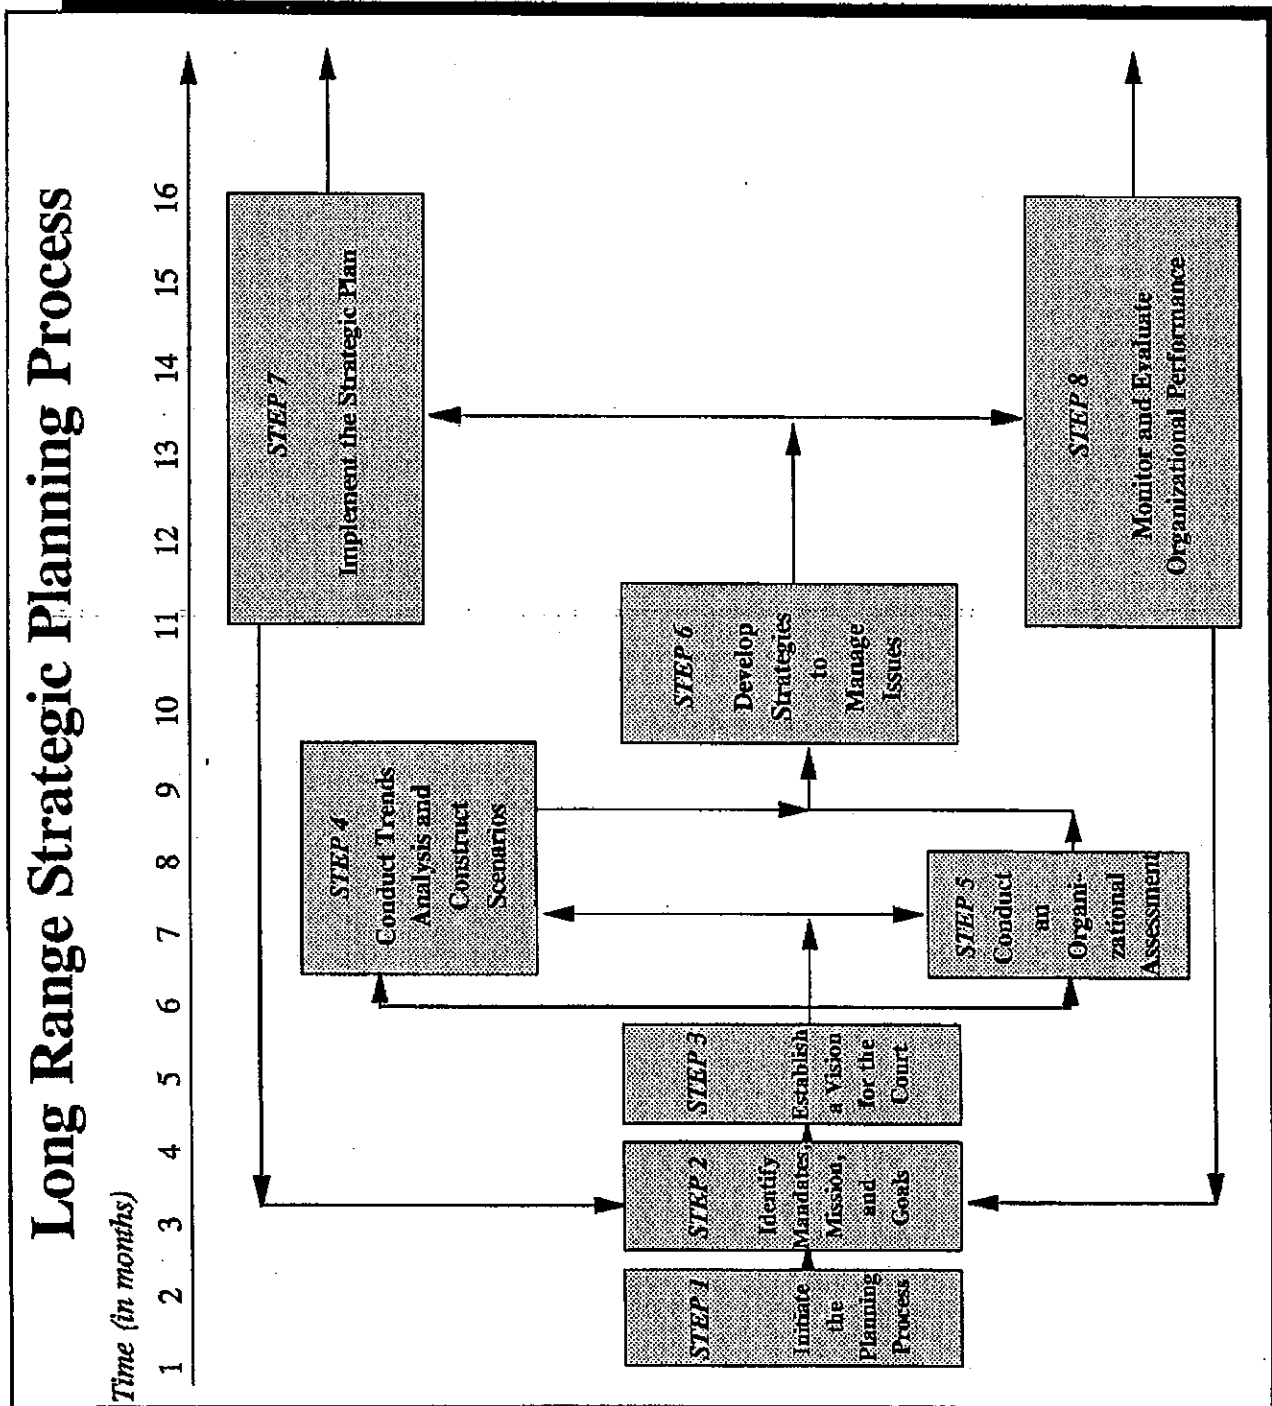 Long Range Strategic Planning Process
Time (in months)
1 2 3 4 5 6 7 8 9 10 11 12 13 14 15 16
STEP 1
Initiate
the
Planning
Process
STEP 2
Identify
Mandates,
Mission,
and
Goals
STEP 3
Establish
a Vision
for the
Court
STEP 4
Conduct Trends
Analysis and
Construct
Scenarios
STEP 5
Conduct
an
Organi-
zational
Assessment
STEP 6
Develop
Strategies
to
Manage
Issues
STEP 7
Implement the Strategic Plan
STEP 8
Monitor and Evaluate
Organizational Performance